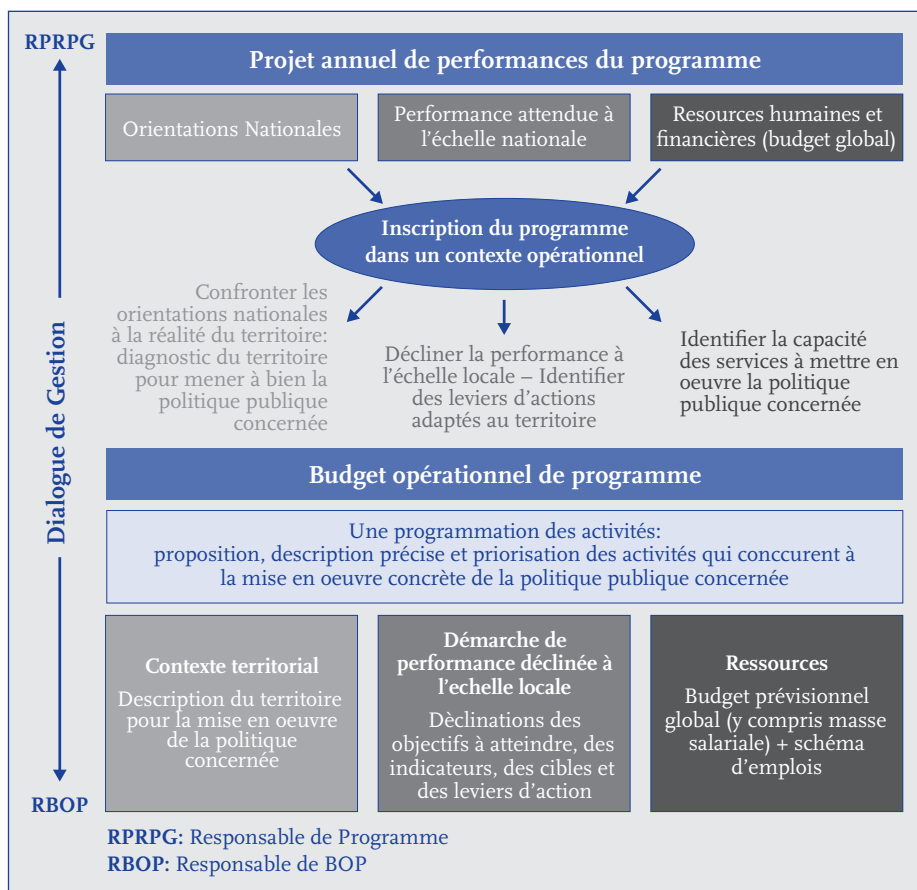 RPRPG
Projet annuel de performances du programme
Orientations Nationales
Performance attendue à
l'échelle nationale
Resources humaines et
financières (budget global)
Inscription du programme
dans un contexte opérationnel
Confronter les
orientations nationales
à la réalité du territoire:
diagnostic du territoire
pour mener à bien la
politique publique
concernée
Décliner la performance à
l'échelle locale – Identifier
des leviers d'actions
adaptés au territoire
Identifier la capacité
des services à mettre en
oeuvre la politique
publique concernée
Dialogue de Gestion
Budget opérationnel de programme
Une programmation des activités:
proposition, description précise et priorisation des activités qui conccurent à
la mise en oeuvre concrète de la politique publique concernée
Contexte territorial
Description du territoire
pour la mise en oeuvre
de la politique
concernée
Démarche de
performance déclinée à
l'echelle locale
Dèclinations des
objectifs à atteindre, des
indicateurs, des cibles et
des leviers d'action
Ressources
Budget prévisionnel
global (y compris masse
salariale) + schéma
d'emplois
RBOP
RPRPG: Responsable de Programme
RBOP: Responsable de BOP